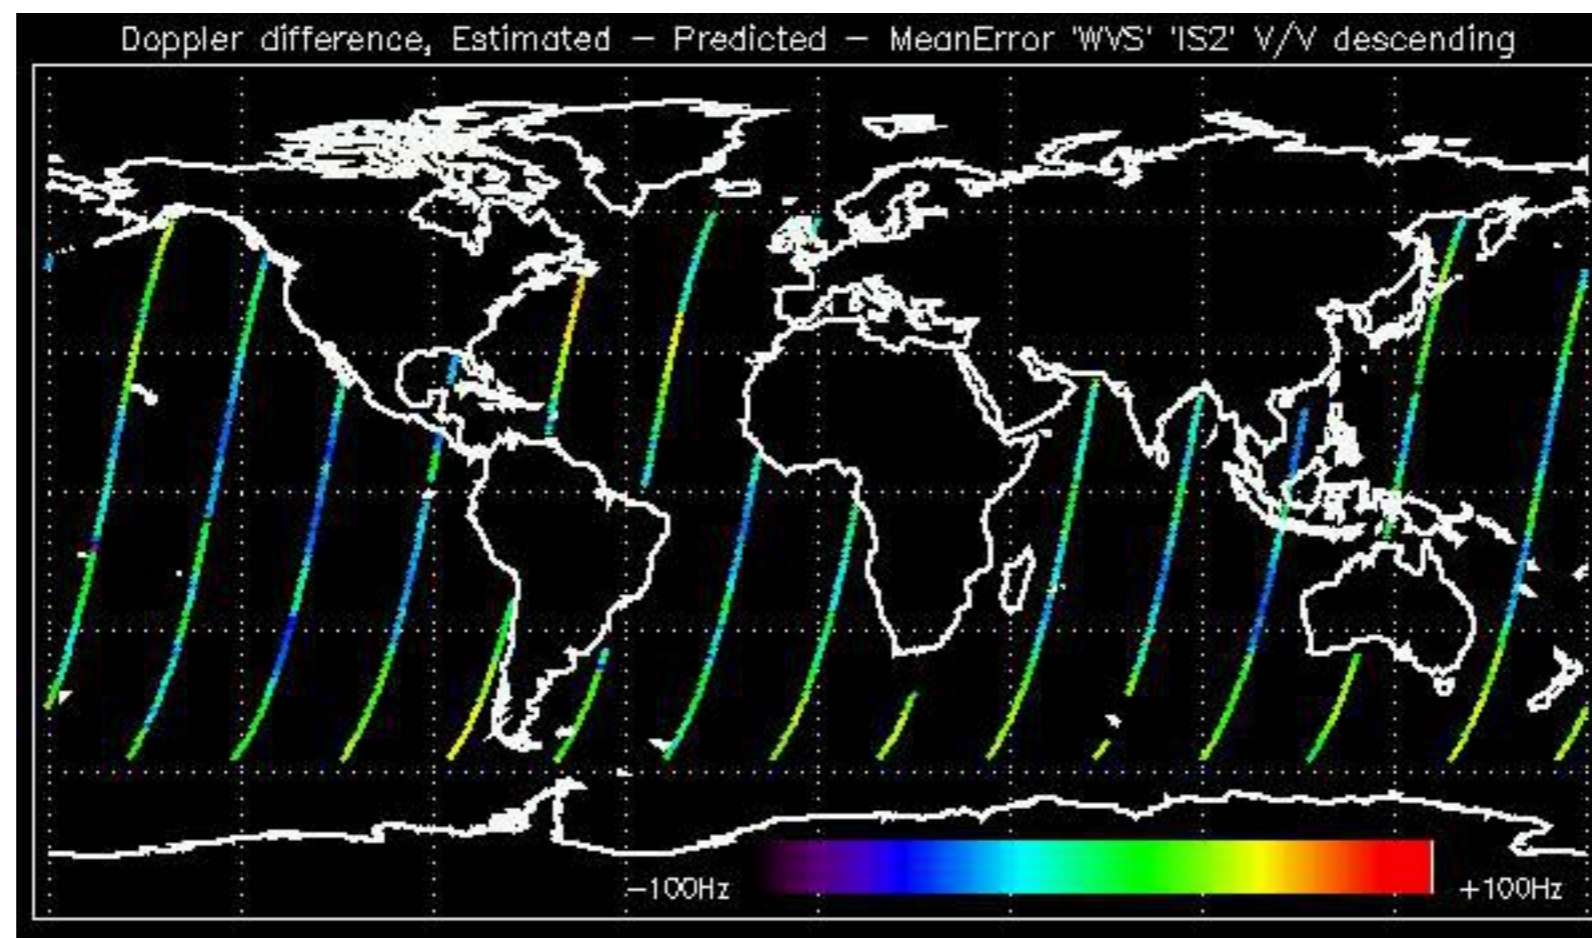 Doppler difference, Estimated – Predicted – MeanError 'WVS' 'IS2' V/V descending
–100Hz
+100Hz